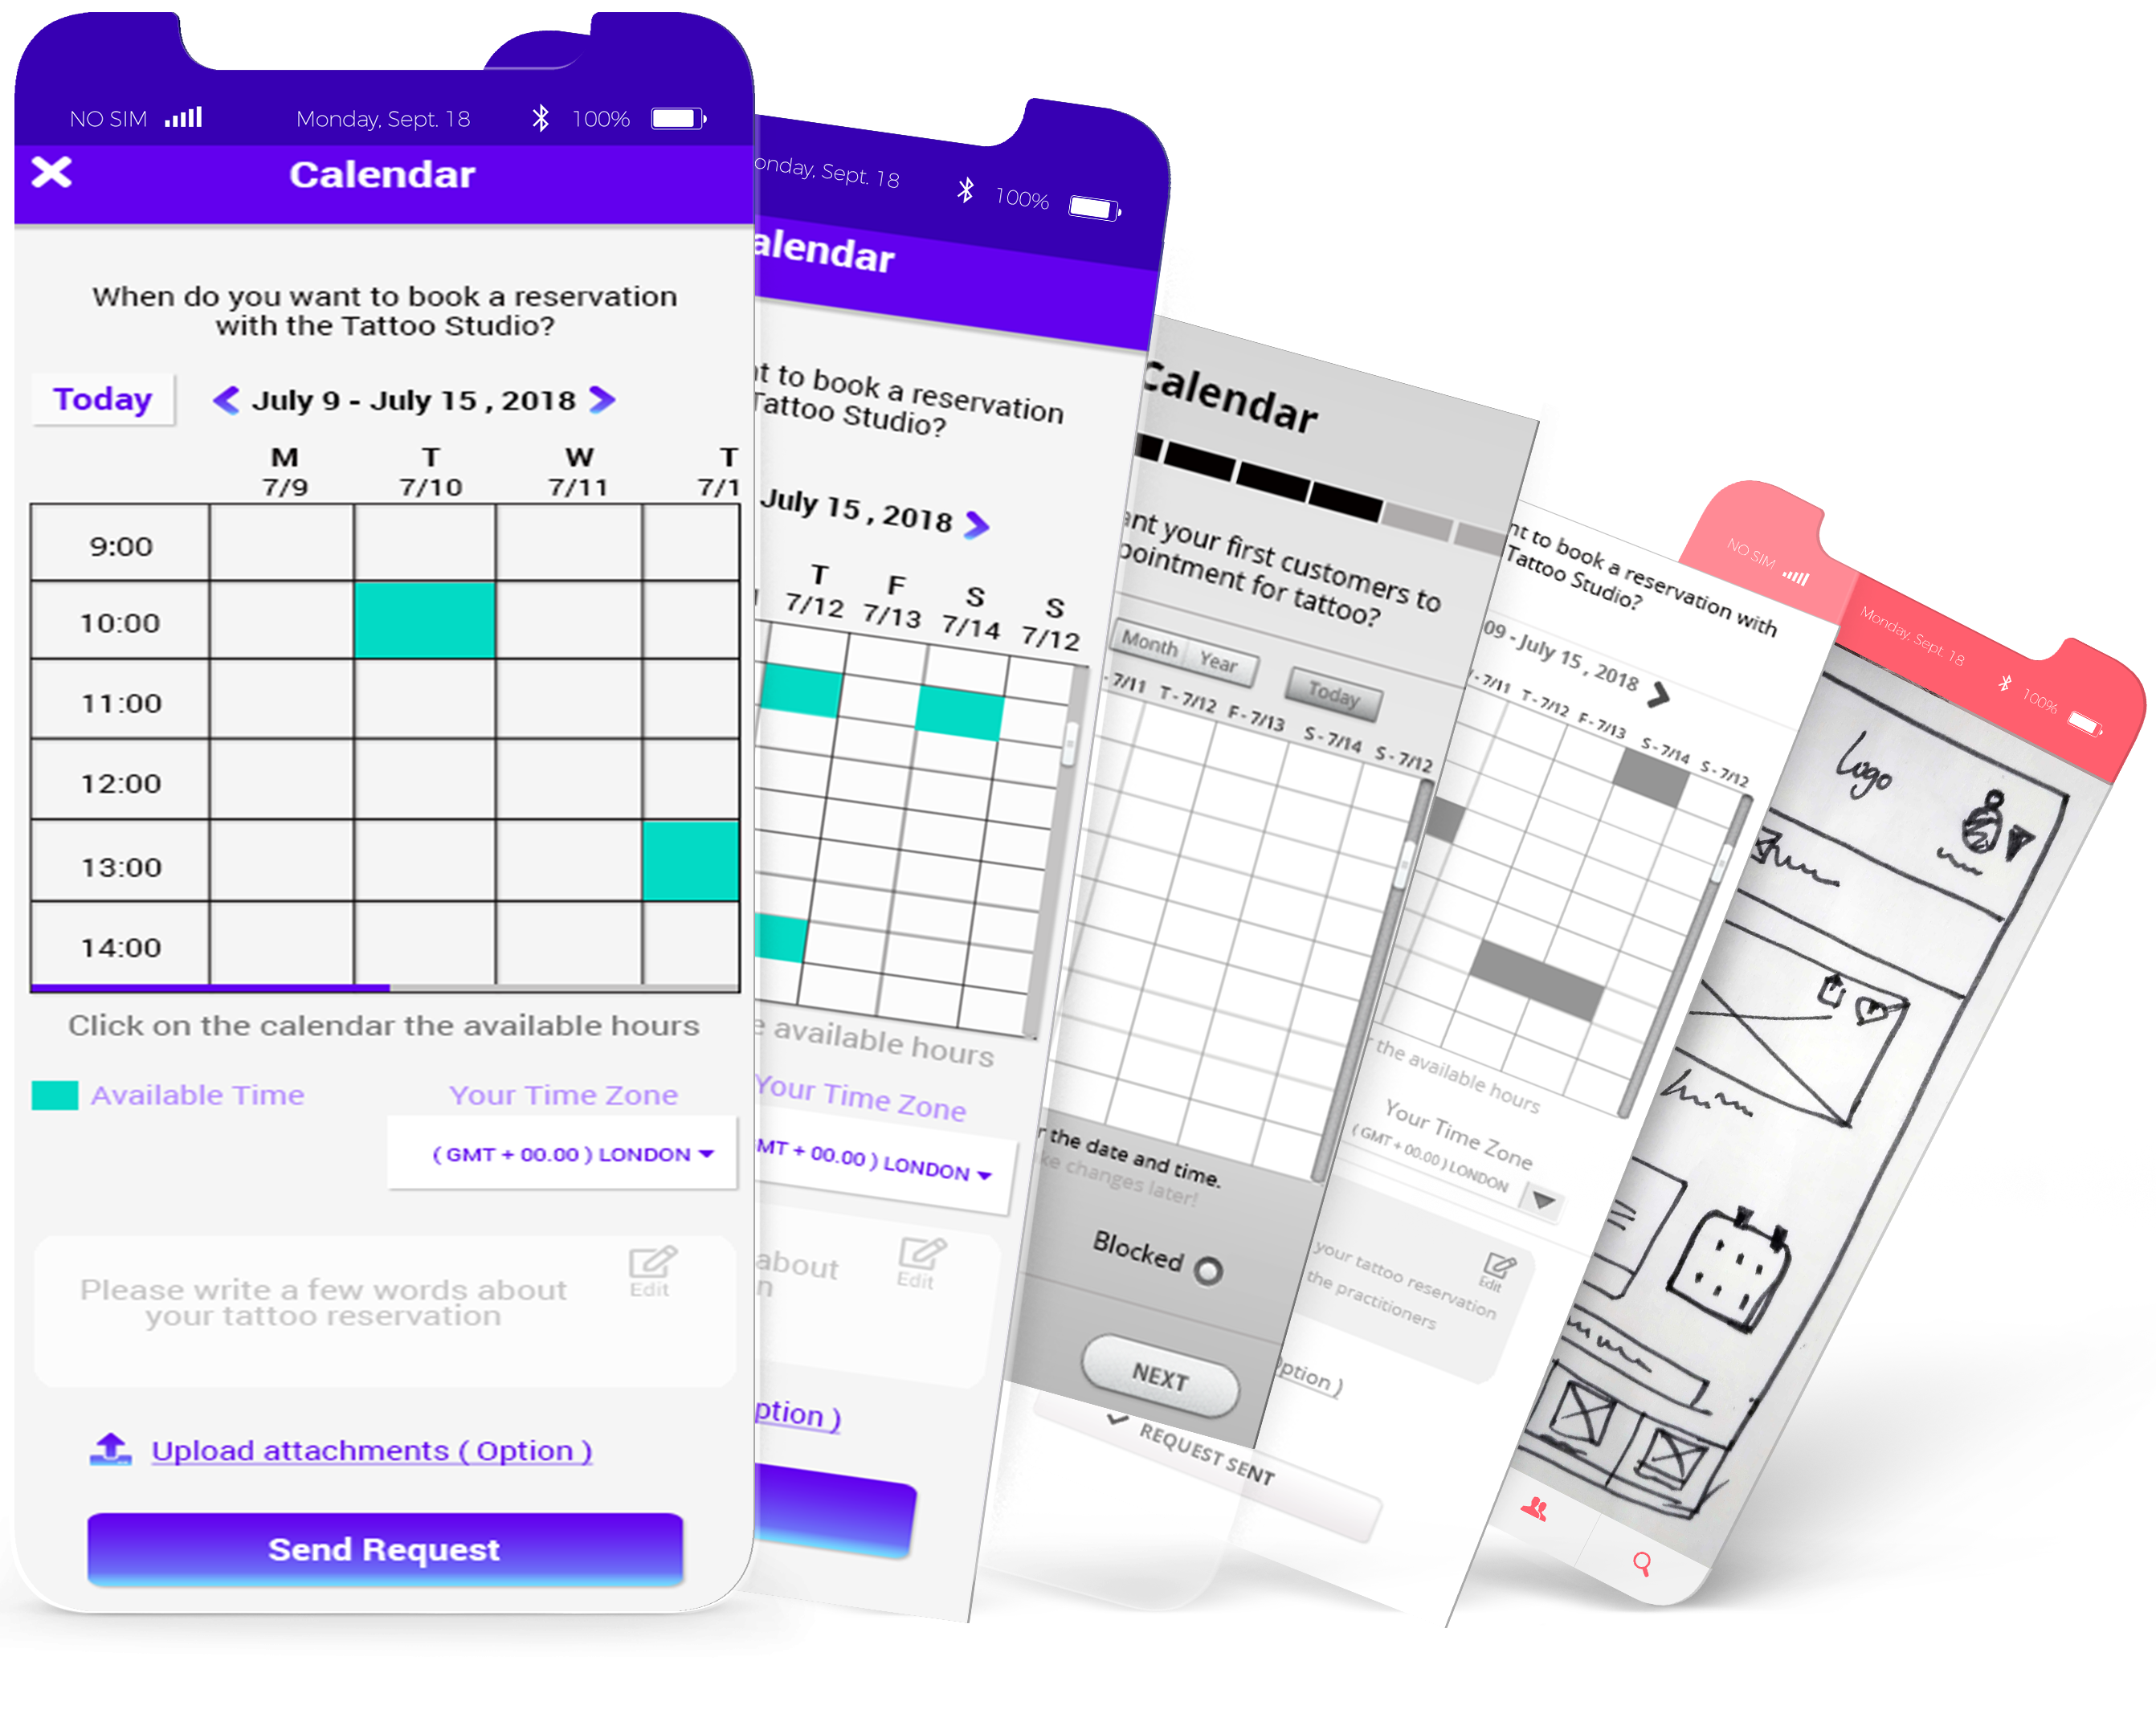 NO SIM
Monday, Sept. 18
100%
Calendar
When do you want to book a reservation
with the Tattoo Studio?
Today
July 9 - July 15 , 2018
M T W T
7/9 7/10 7/11 7/1
9:00
10:00
11:00
12:00
13:00
14:00
Click on the calendar the available hours
Available Time
Your Time Zone
( GMT + 00.00 ) LONDON
Please write a few words about
your tattoo reservation
Edit
Upload attachments ( Option )
Send Request
onday, Sept. 18
100%
alendar
nt to book a reservation
Tattoo Studio?
July 15 , 2018
T F S S
7/12 7/13 7/14 7/12
e available hours
Your Time Zone
MT + 00.00 ) LONDON
about
n
Edit
ption )
Calendar
ant your first customers to
pointment for tattoo?
Month Year
Today
- 7/11 T - 7/12 F - 7/13 S - 7/14 S - 7/12
r the date and time.
ke changes later!
Blocked
NEXT
nt to book a reservation with
Tattoo Studio?
09 - July 15 , 2018
- 7/11 T - 7/12 F - 7/13 S - 7/14 S - 7/12
r the available hours
Your Time Zone
( GMT + 00.00 ) LONDON
your tattoo reservation
the practitioners
Edit
ption )
REQUEST SENT
NO SIM
Monday, Sept. 18
100%
Logo